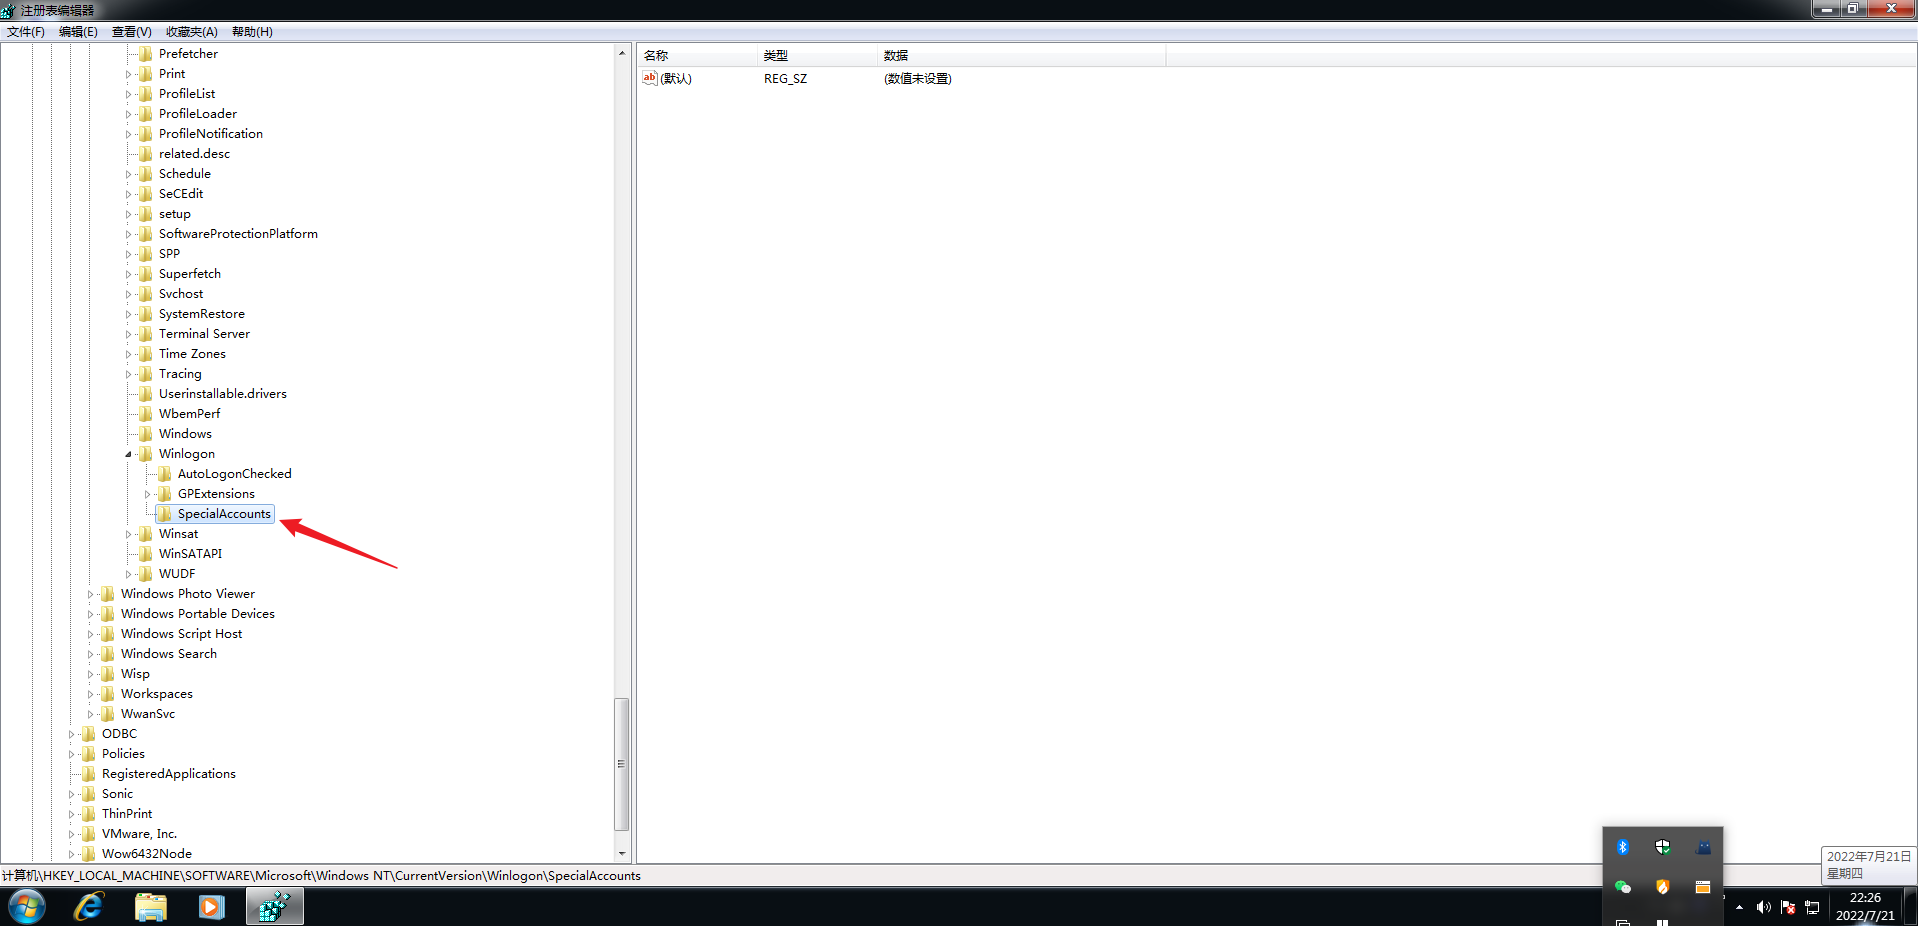 注册表编辑器
文件(F) 编辑(E) 查看(V) 收藏夹(A) 帮助(H)
Prefetcher
Print
ProfileList
ProfileLoader
ProfileNotification
related.desc
Schedule
SeCEdit
setup
SoftwareProtectionPlatform
SPP
Superfetch
Svchost
SystemRestore
Terminal Server
Time Zones
Tracing
Userinstallable.drivers
WbemPerf
Windows
Winlogon
AutoLogonChecked
GPExtensions
SpecialAccounts
Winsat
WinSATAPI
WUDF
Windows Photo Viewer
Windows Portable Devices
Windows Script Host
Windows Search
Wisp
Workspaces
WwanSvc
ODBC
Policies
RegisteredApplications
Sonic
ThinPrint
VMware, Inc.
Wow6432Node
名称 类型 数据
ab (默认) REG_SZ (数值未设置)
计算机\HKEY_LOCAL_MACHINE\SOFTWARE\Microsoft\Windows NT\CurrentVersion\Winlogon\SpecialAccounts
2022年7月21日
星期四
22:26
2022/7/21